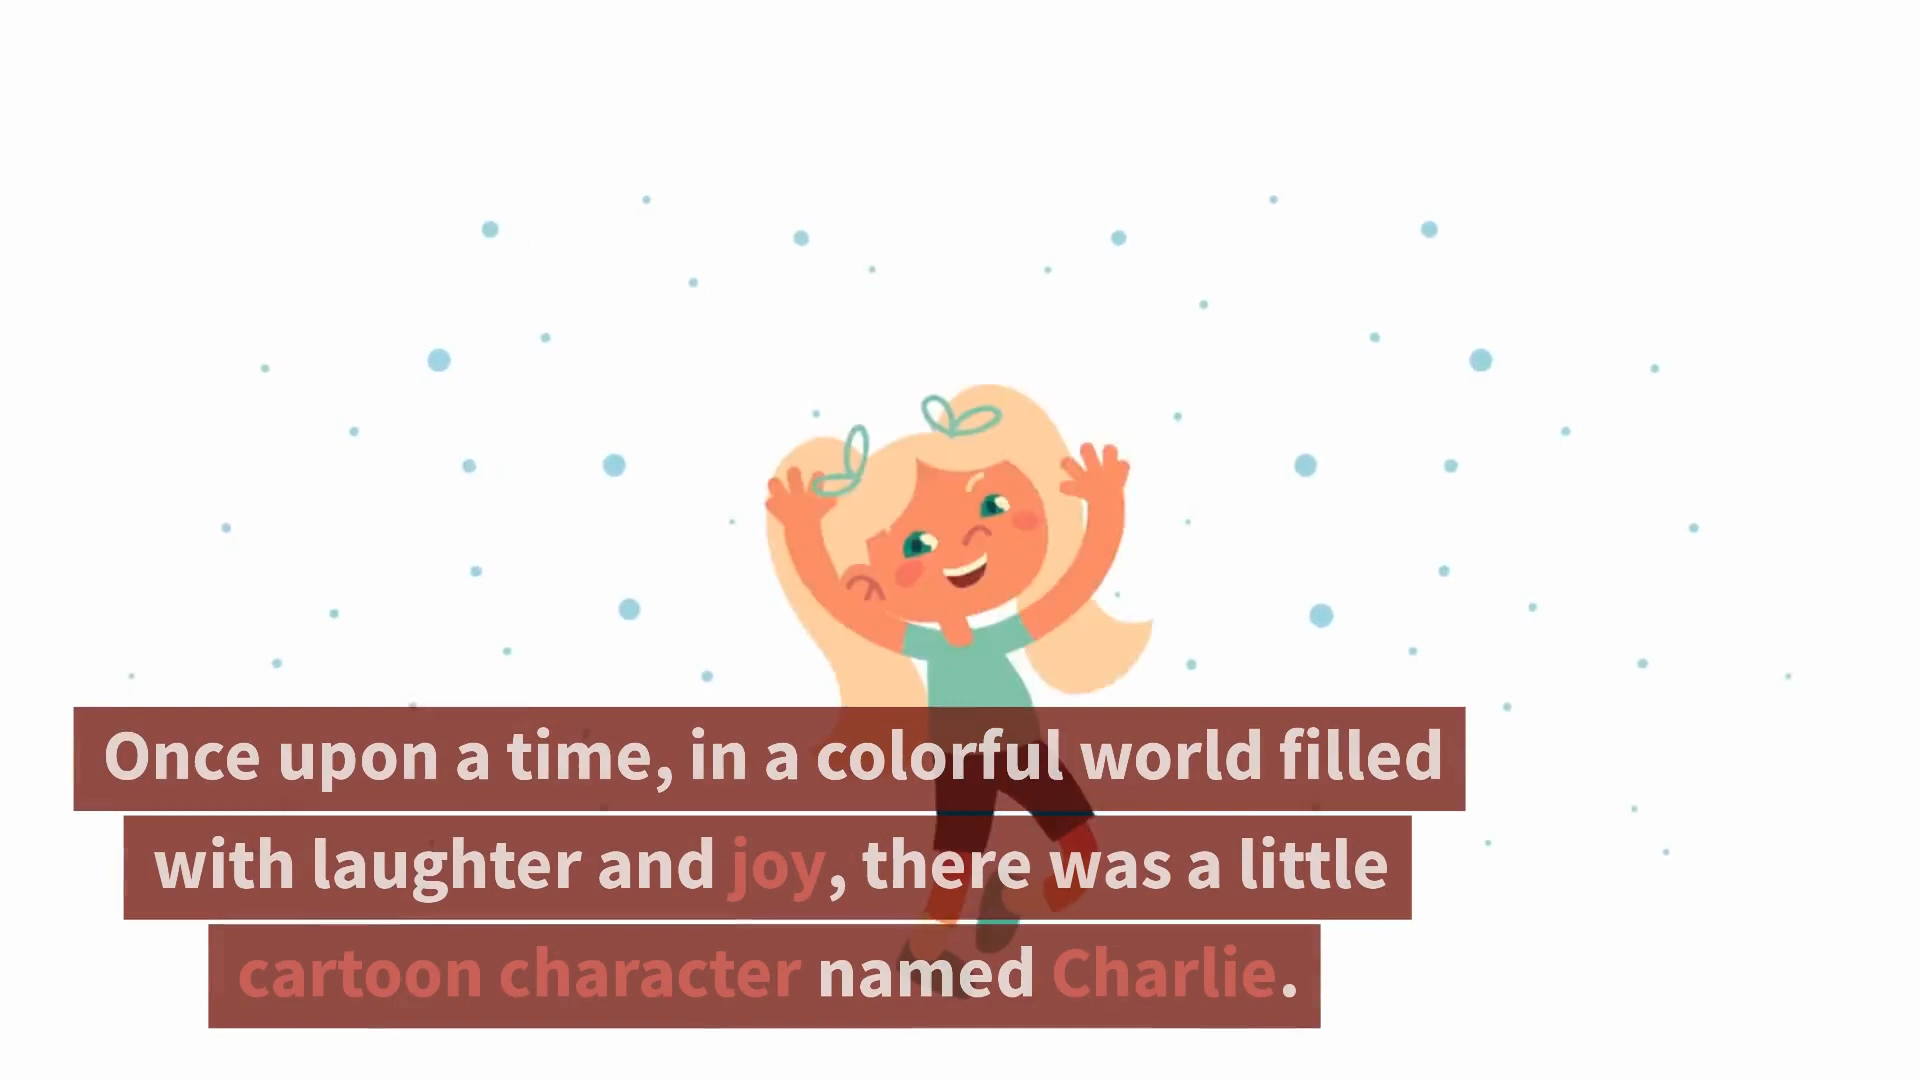 Once upon a time, in a colorful world filled
with laughter and joy, there was a little
cartoon character named Charlie.